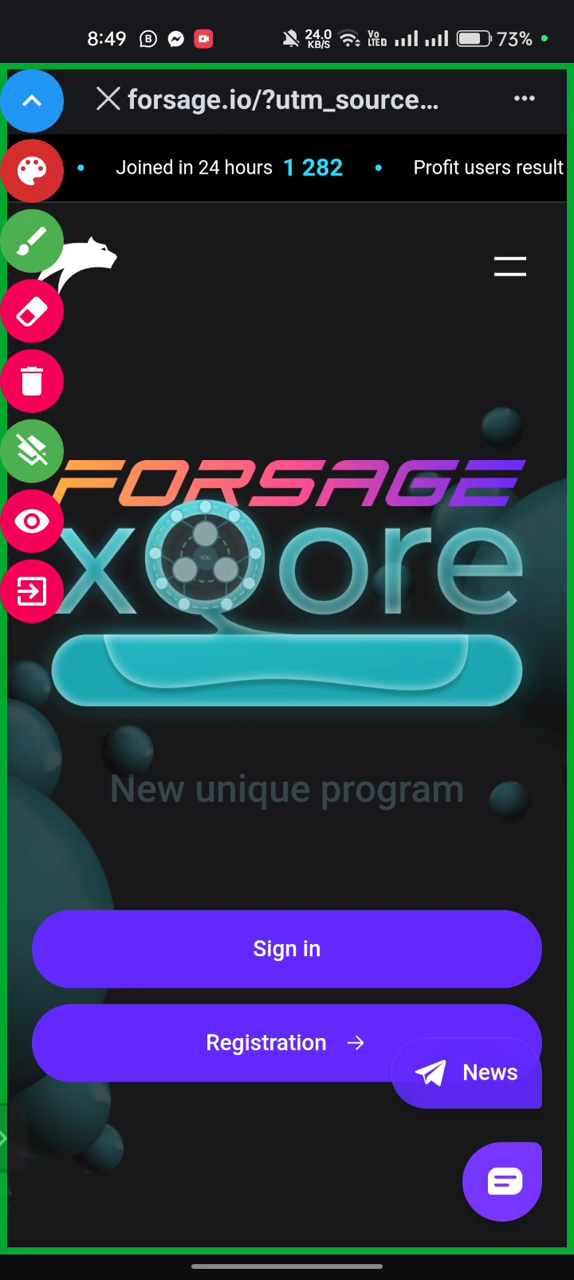 8:49 24.0 KB/S Vo LTE D 73%
forsage.io/?utm_source...
Joined in 24 hours 1 282 Profit users result
FORSAGE
xQore
YOU
New unique program
Sign in
Registration →
News